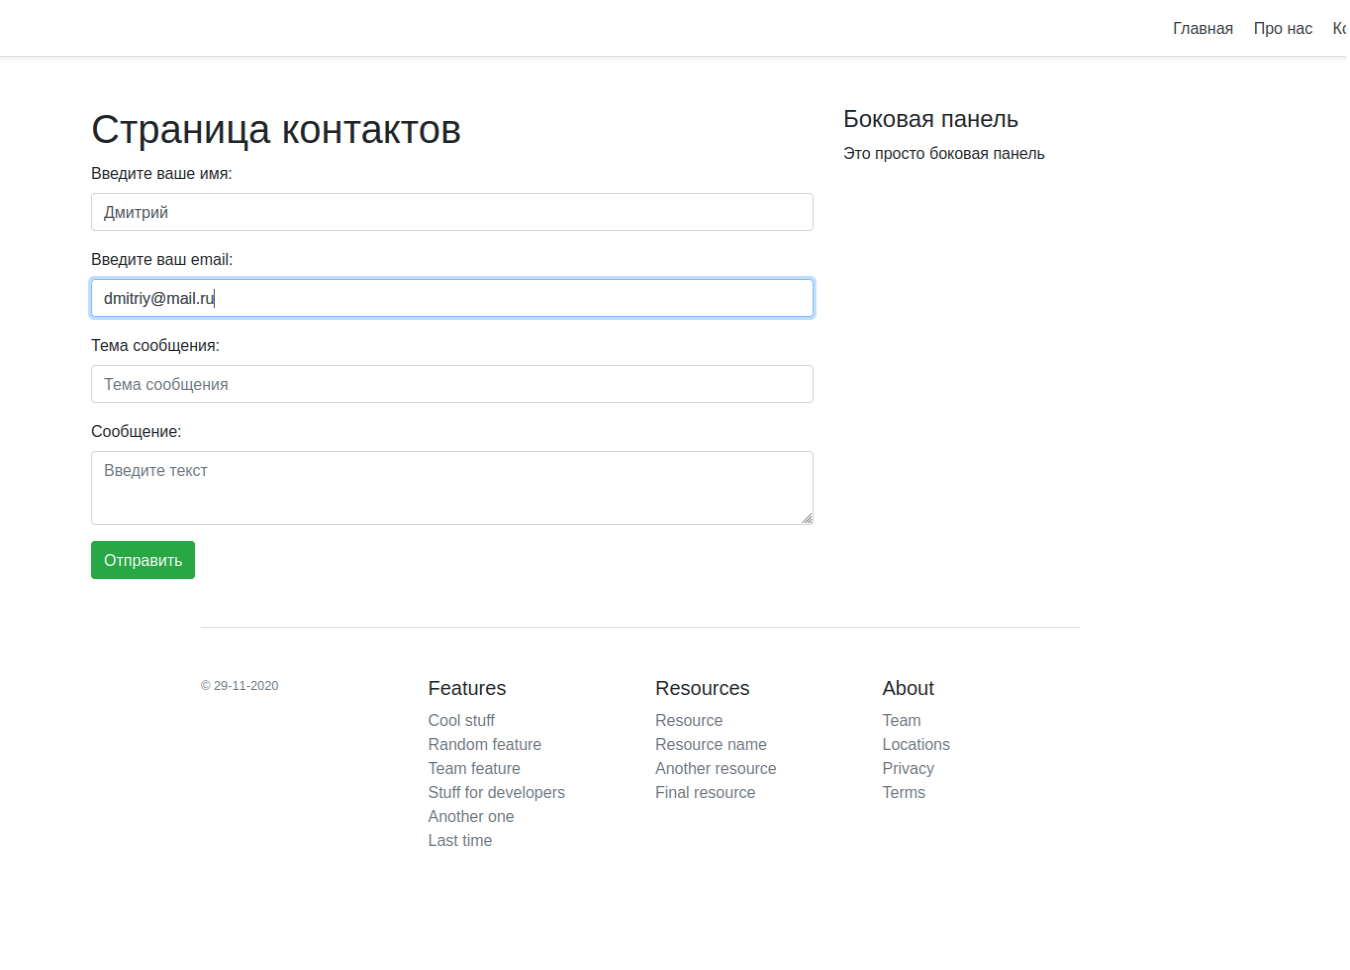 Главная Про нас
Страница контактов
Введите ваше имя:
Дмитрий
Введите ваш email:
dmitriy@mail.ru
Тема сообщения:
Тема сообщения
Сообщение:
Введите текст
Отправить
Боковая панель
Это просто боковая панель
© 29-11-2020
Features
Cool stuff
Random feature
Team feature
Stuff for developers
Another one
Last time
Resources
Resource
Resource name
Another resource
Final resource
About
Team
Locations
Privacy
Terms